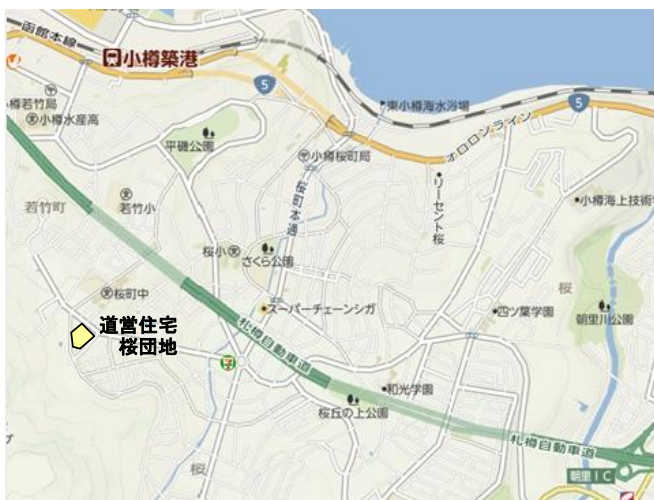 函館本線
小樽築港
5
東小樽海水浴場
5
小樽若竹局
小樽水産高
平磯公園
小樽桜町局
オロロンライン
桜町本通
リーセント桜
小樽海上技術学
若竹町
若竹小
桜小
さくら公園
桜町中
スーパーチェーンシガ
四ツ葉学園
桜
朝里川公園
道営住宅
桜団地
札樽自動車道
和光学園
桜丘の上公園
札樽自動車道
桜
朝里IC